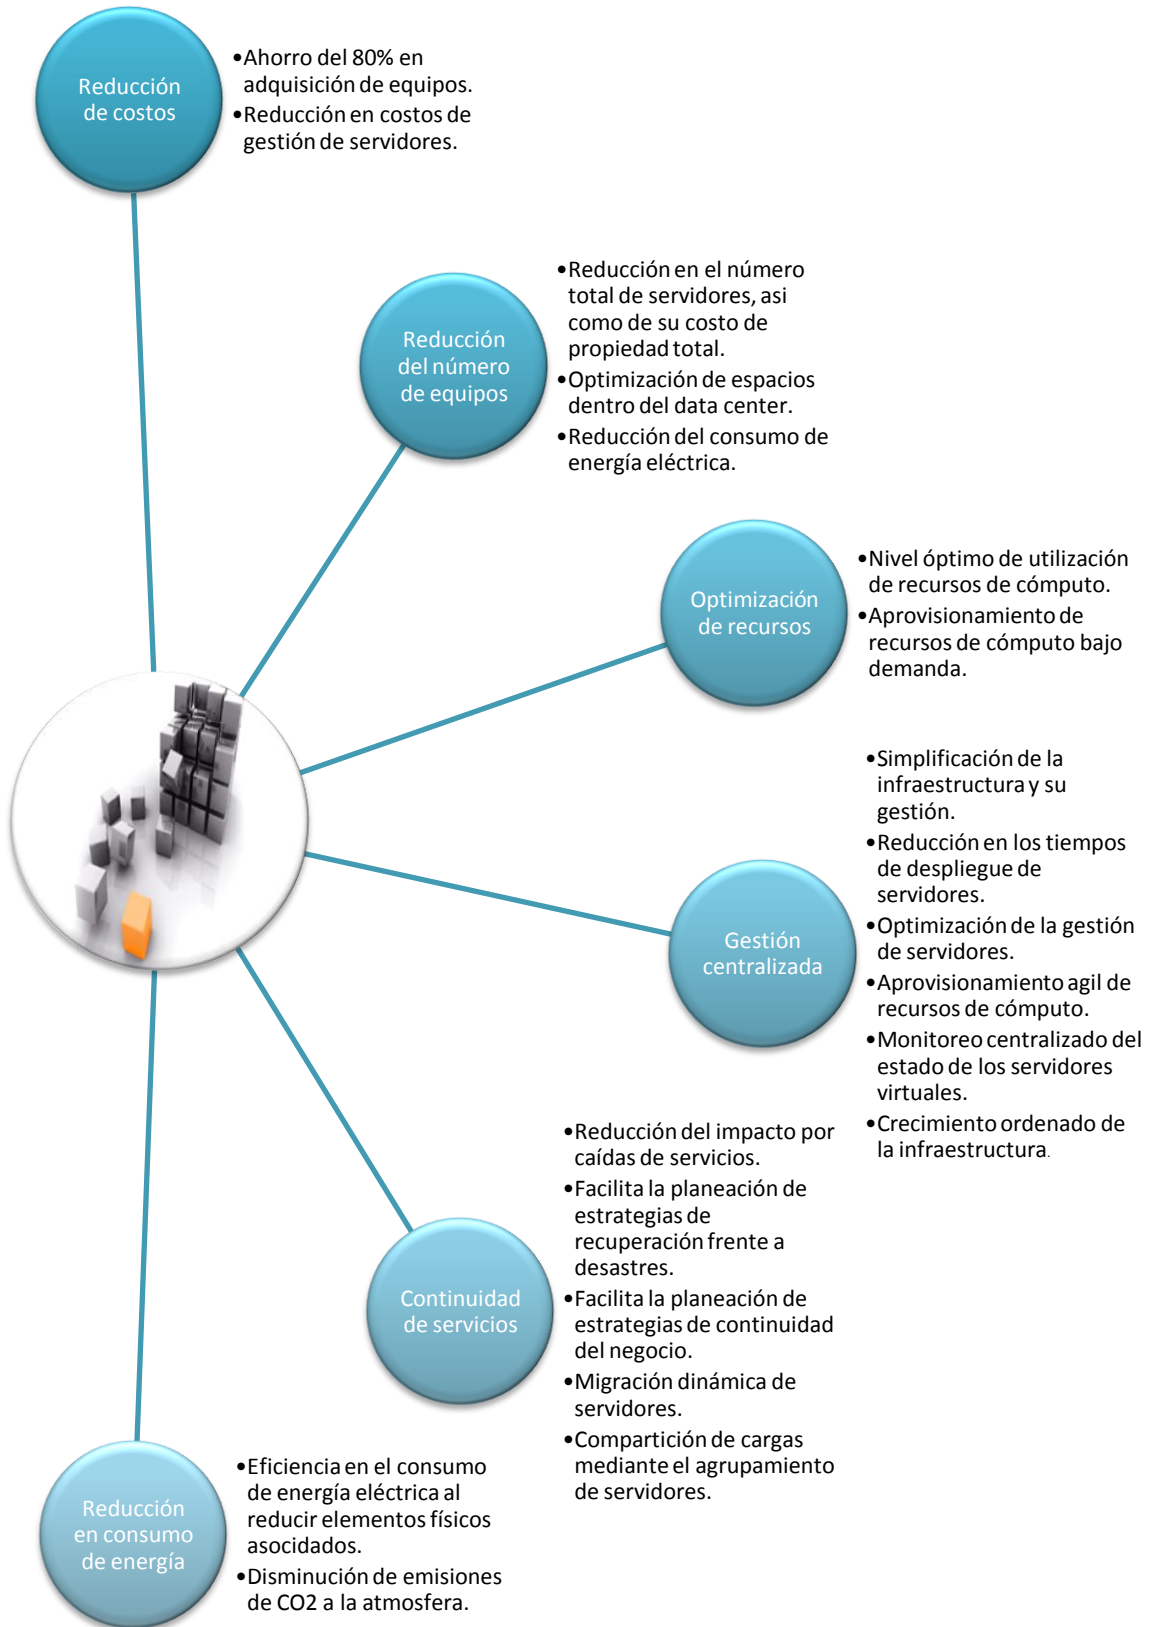 Reducción
de costos
•Ahorro del 80% en
adquisición de equipos.
•Reducción en costos de
gestión de servidores.
Reducción
del número
de equipos
•Reducción en el número
total de servidores, asi
como de su costo de
propiedad total.
•Optimización de espacios
dentro del data center.
•Reducción del consumo de
energía eléctrica.
Optimización
de recursos
•Nivel óptimo de utilización
de recursos de cómputo.
•Aprovisionamiento de
recursos de cómputo bajo
demanda.
Gestión
centralizada
•Simplificación de la
infraestructura y su
gestión.
•Reducción en los tiempos
de despliegue de
servidores.
•Optimización de la gestión
de servidores.
•Aprovisionamiento agil de
recursos de cómputo.
•Monitoreo centralizado del
estado de los servidores
virtuales.
•Crecimiento ordenado de
la infraestructura.
Continuidad
de servicios
•Reducción del impacto por
caídas de servicios.
•Facilita la planeación de
estrategias de
recuperación frente a
desastres.
•Facilita la planeación de
estrategias de continuidad
del negocio.
•Migración dinámica de
servidores.
•Compartición de cargas
mediante el agrupamiento
de servidores.
Reducción
en consumo
de energía
•Eficiencia en el consumo
de energía eléctrica al
reducir elementos físicos
asocidados.
•Disminución de emisiones
de CO2 a la atmosfera.